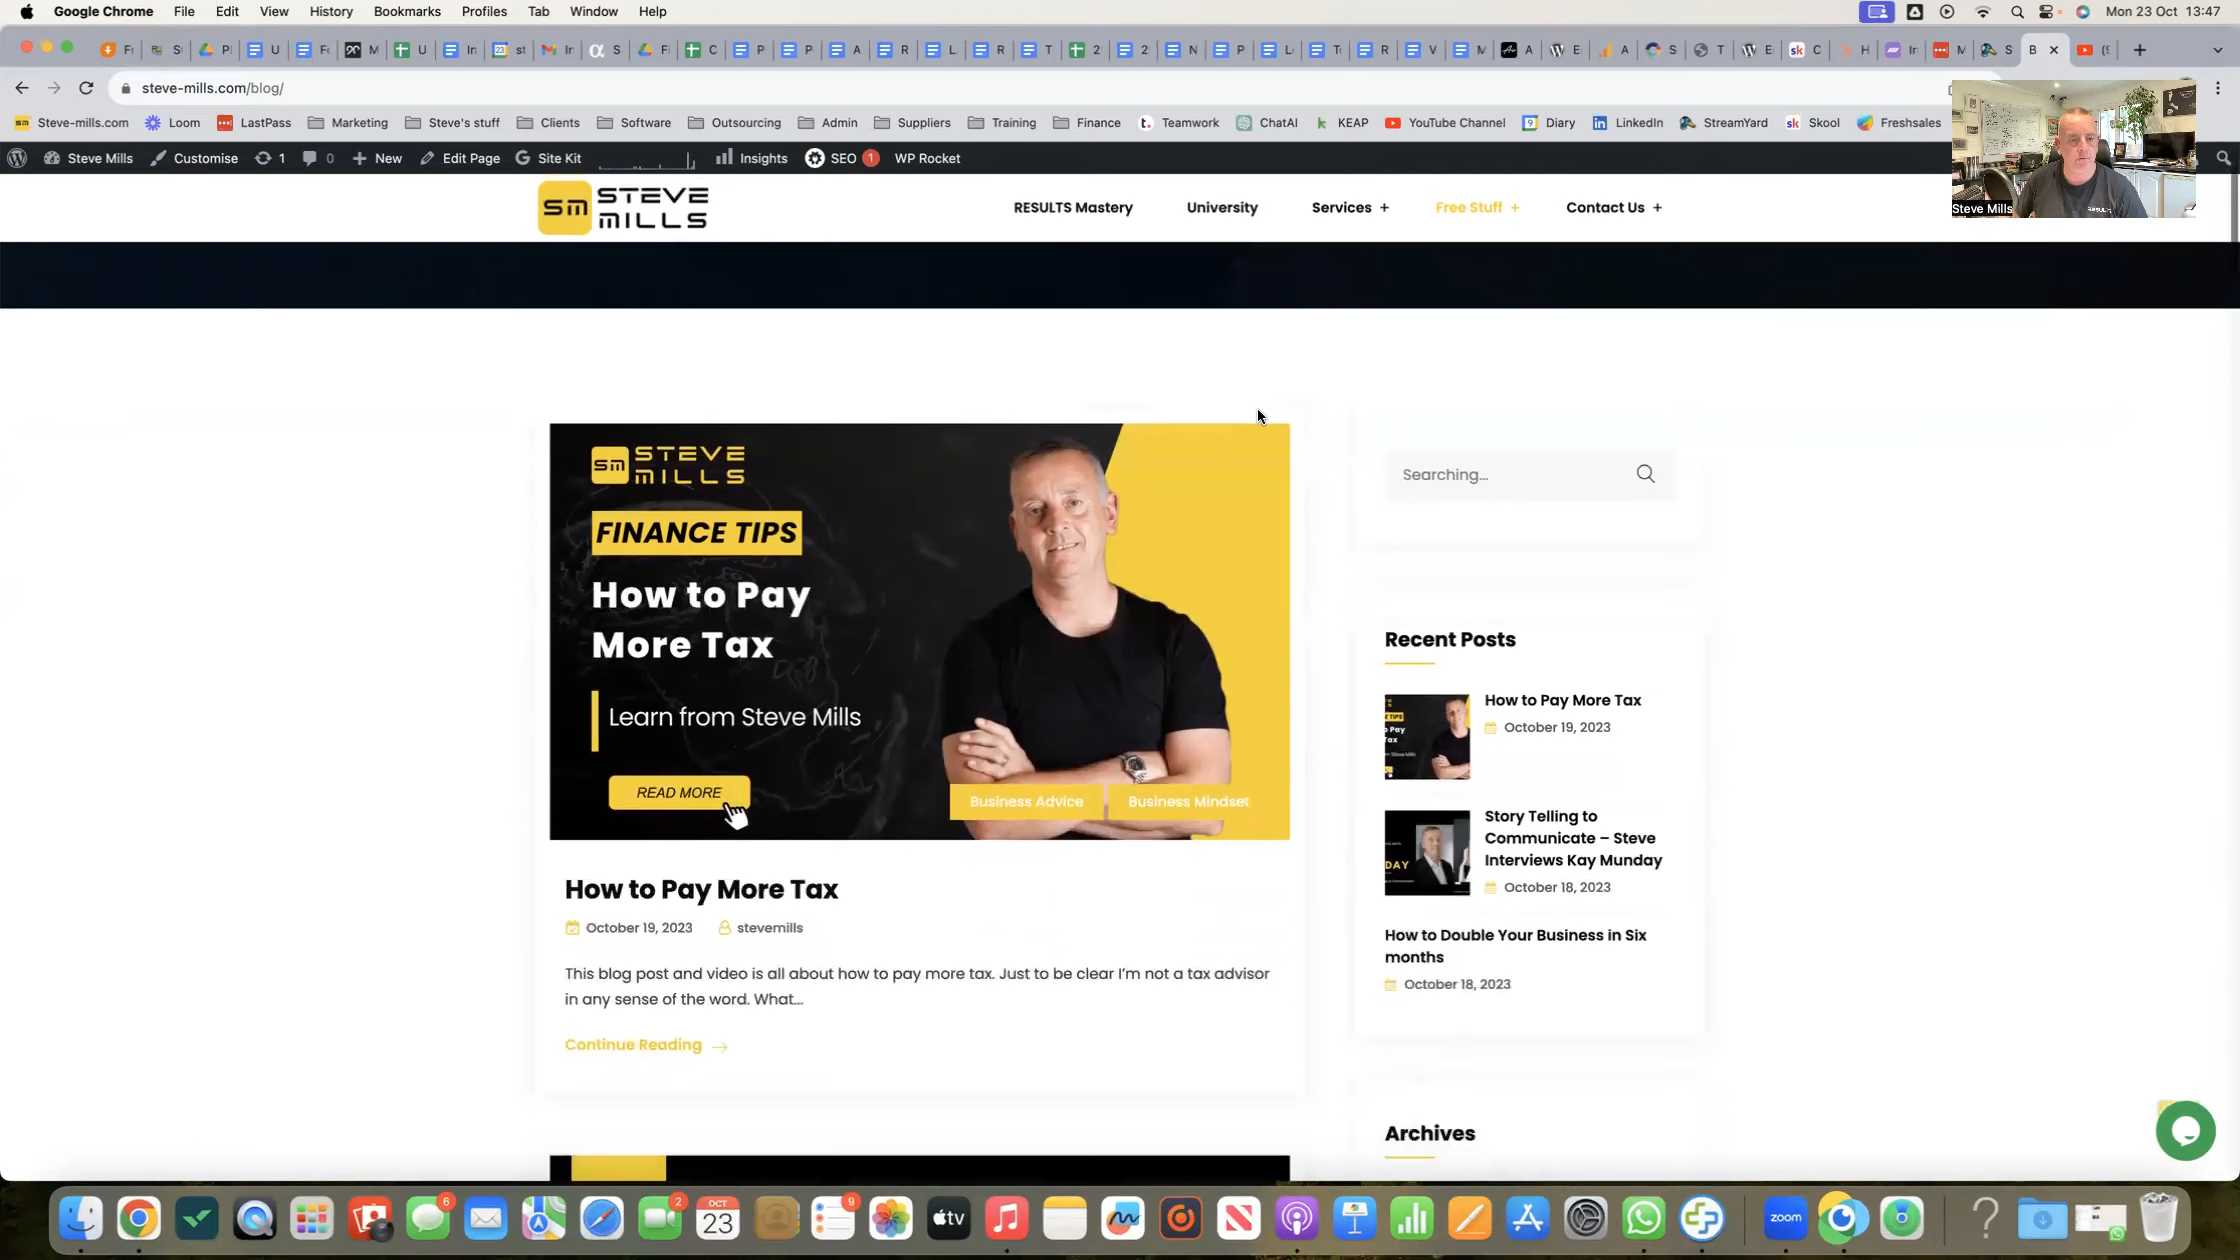 Google Chrome File Edit View History Bookmarks Profiles Tab Window Help Mon 23 Oct 13:47
steve-mills.com/blog/
Steve-mills.com Loom LastPass Marketing Steve's stuff Clients Software Outsourcing Admin Suppliers Training Finance Teamwork ChatAI KEAP YouTube Channel Diary LinkedIn StreamYard Skool Freshsales
Steve Mills Customise 1 0 New Edit Page Site Kit Insights SEO 1 WP Rocket
Steve Mills
SM STEVE MILLS
RESULTS Mastery University Services + Free Stuff + Contact Us +
SM STEVE MILLS
FINANCE TIPS
How to Pay
More Tax
Learn from Steve Mills
READ MORE
Business Advice Business Mindset
How to Pay More Tax
October 19, 2023 stevemills
This blog post and video is all about how to pay more tax. Just to be clear I'm not a tax advisor
in any sense of the word. What...
Continue Reading →
Searching...
Recent Posts
How to Pay More Tax
October 19, 2023
Story Telling to
Communicate – Steve
Interviews Kay Munday
October 18, 2023
How to Double Your Business in Six
months
October 18, 2023
Archives
6 2 OCT 23 9 tv zoom